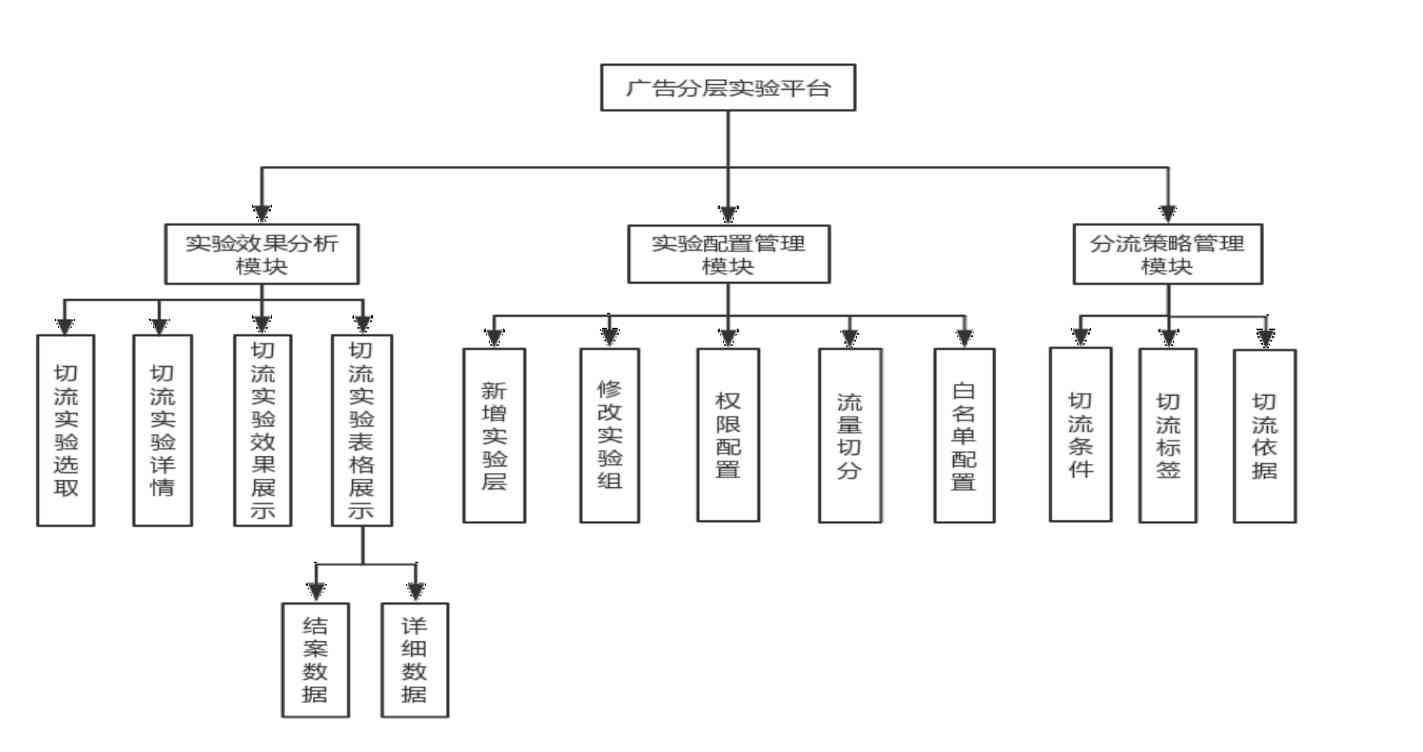 广告分层实验平台
实验效果分析
模块
实验配置管理
模块
分流策略管理
模块
切流实验选取
切流实验详情
切流实验效果展示
切流实验表格展示
新增实验层
修改实验组
权限配置
流量切分
白名单配置
切流条件
切流标签
切流依据
结案数据
详细数据